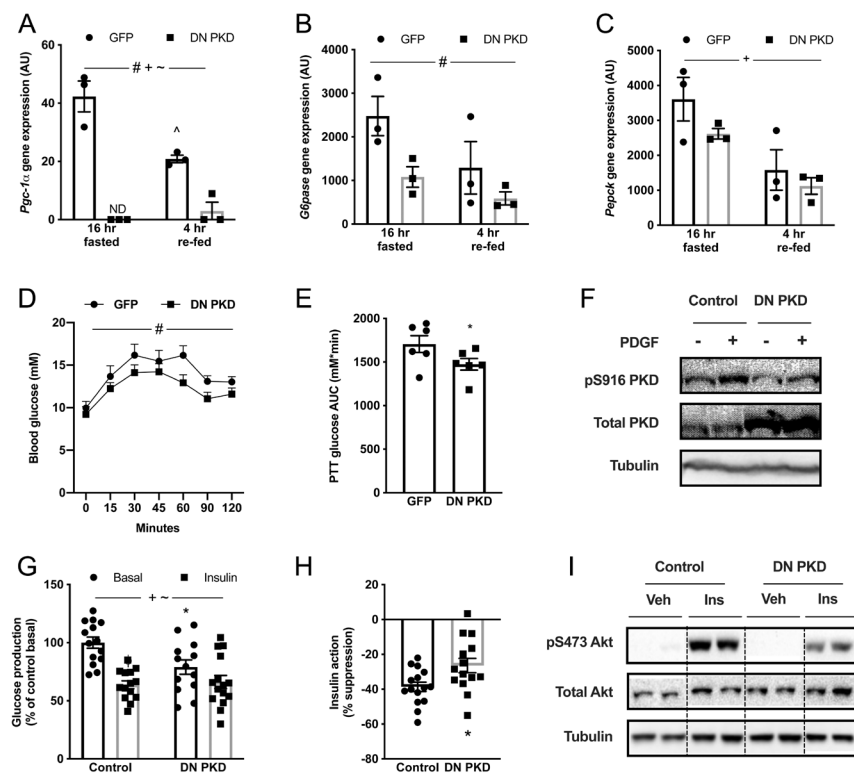 A
GFP DN PKD
# + ~
Pgc-1α gene expression (AU)
60
40
20
0
ND
^
16 hr fasted
4 hr re-fed
B
GFP DN PKD
#
G6pase gene expression (AU)
4000
3000
2000
1000
0
16 hr fasted
4 hr re-fed
C
GFP DN PKD
+
Pepck gene expression (AU)
5000
4000
3000
2000
1000
0
16 hr fasted
4 hr re-fed
D
GFP DN PKD
#
Blood glucose (mM)
20
15
10
5
0
0 15 30 45 60 90 120
Minutes
E
PTT glucose AUC (mM*min)
2000
1500
1000
500
0
*
GFP DN PKD
F
Control DN PKD
PDGF - + - +
pS916 PKD
Total PKD
Tubulin
G
Basal Insulin
+ ~
*
Glucose production
(% of control basal)
150
100
50
0
Control DN PKD
H
Insulin action
(% suppression)
0
-20
-40
-60
-80
*
Control DN PKD
I
Control DN PKD
Veh Ins Veh Ins
pS473 Akt
Total Akt
Tubulin